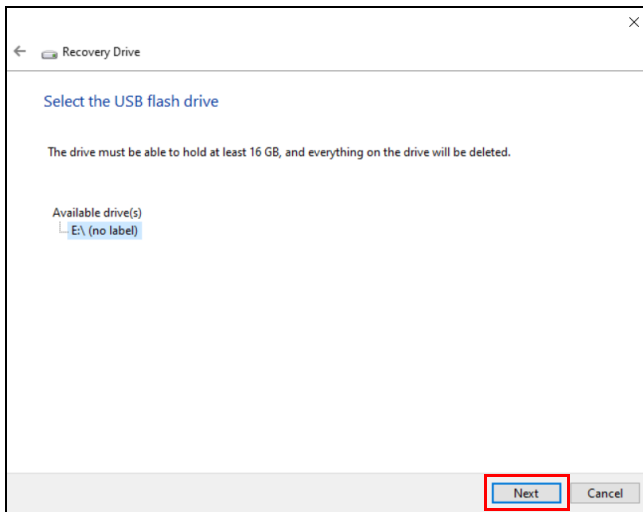 Recovery Drive
Select the USB flash drive
The drive must be able to hold at least 16 GB, and everything on the drive will be deleted.
Available drive(s)
E:\ (no label)
Next Cancel